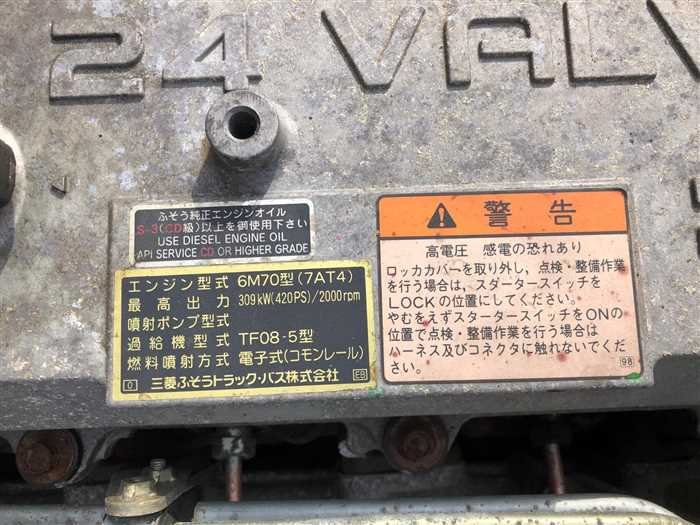 24 VALV
ふそう純正エンジンオイル
S-3(CD級)以上を御使用下さい
USE DIESEL ENGINE OIL
API SERVICE CD OR HIGHER GRADE
エンジン型式 6M70型(7AT4)
最高出力 309kW(420PS)/2000rpm
噴射ポンプ型式
過給機型式 TF08-5型
燃料噴射方式 電子式(コモンレール)
0 三菱ふそうトラック・バス株式会社 EB
警告
高電圧 感電の恐れあり
ロッカカバーを取り外し,点検・整備作業
を行う場合は、スタータースイッチを
LOCKの位置にしてください。
やむをえずスタータースイッチをONの
位置で点検・整備作業を行う場合は
ハーネス及びコネクタに触れないでくだ
さい。
98